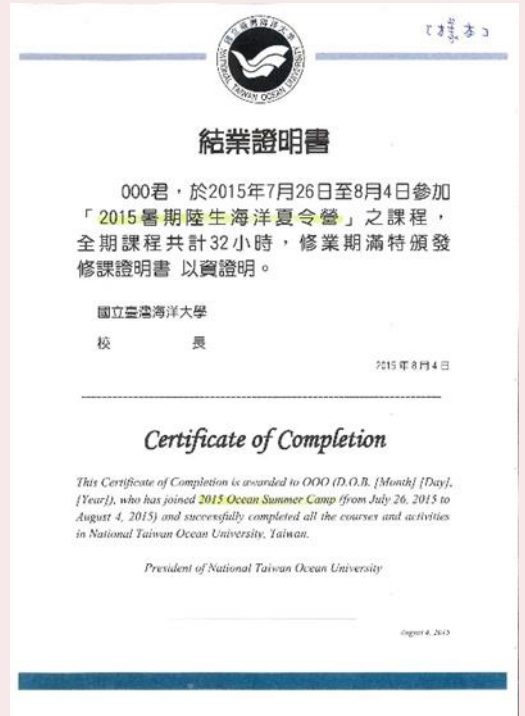 (樣本)
國立臺灣海洋大學
NATIONAL TAIWAN OCEAN UNIVERSITY
結業證明書
OOO君,於2015年7月26日至8月4日參加
「2015暑期陸生海洋夏令營」之課程,
全期課程共計32小時,修業期滿特頒發
修課證明書 以資證明。
國立臺灣海洋大學
校 長
2015 年 8 月 4 日
Certificate of Completion
This Certificate of Completion is awarded to OOO (D.O.B. [Month] [Day],
[Year]), who has joined 2015 Ocean Summer Camp (from July 26, 2015 to
August 4, 2015) and successfully completed all the courses and activities
in National Taiwan Ocean University, Taiwan.
President of National Taiwan Ocean University
August 4, 2015